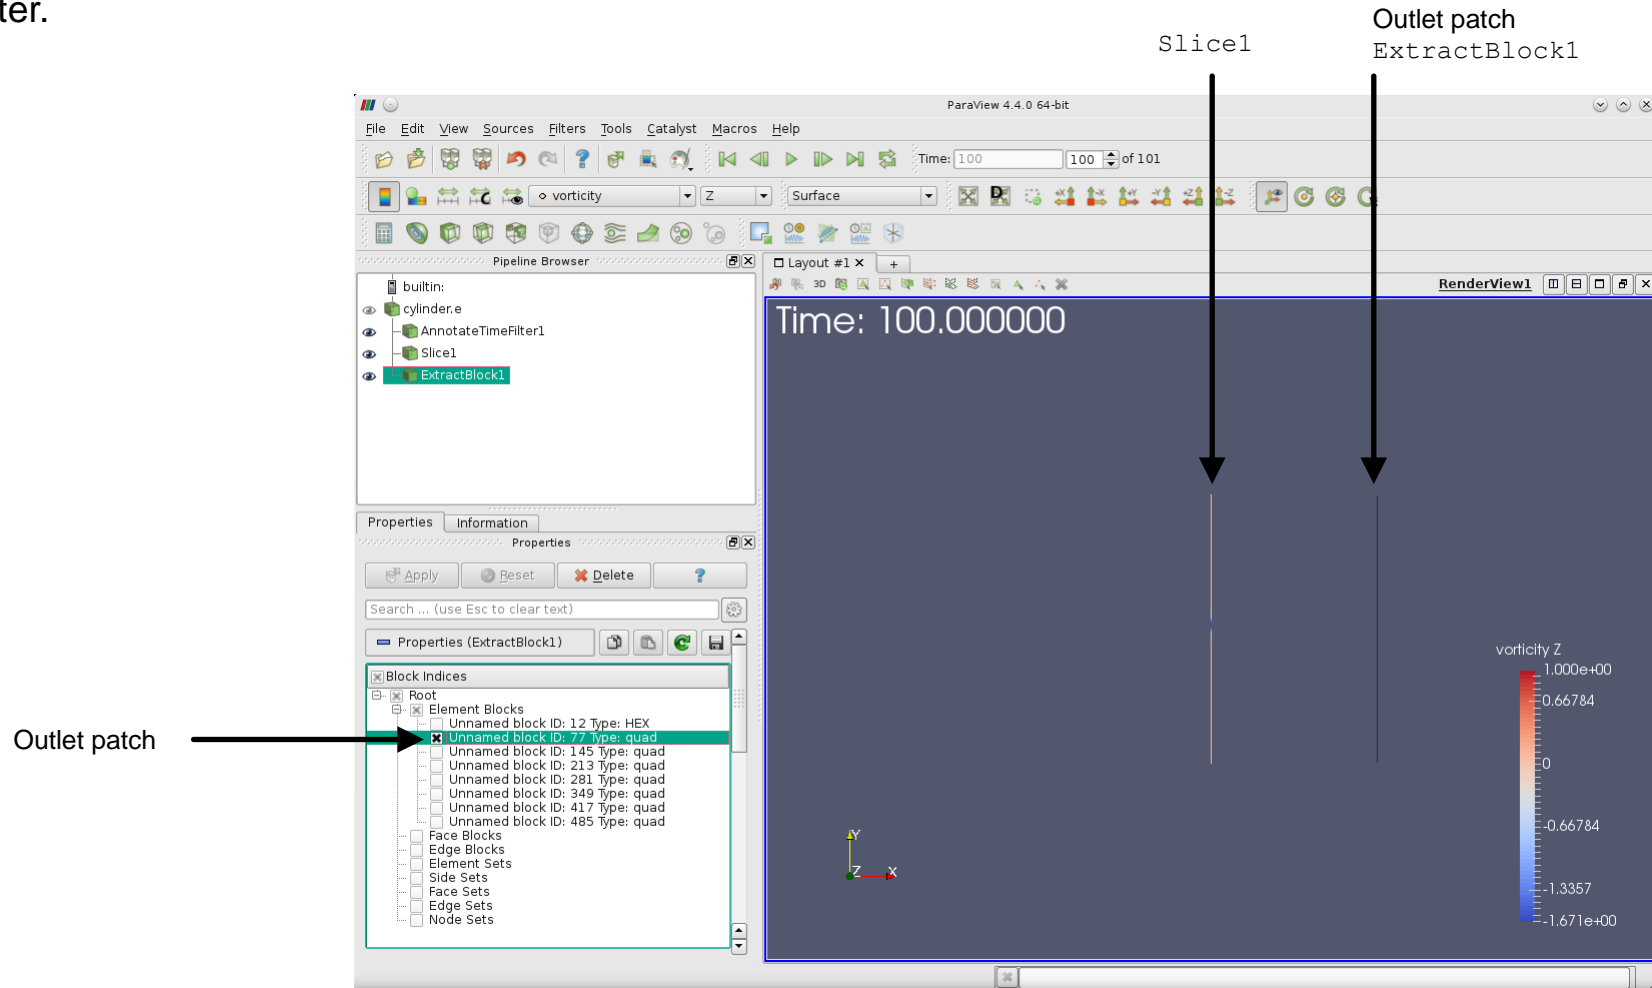 ter.
Slice1
Outlet patch
ExtractBlock1
ParaView 4.4.0 64-bit
File Edit View Sources Filters Tools Catalyst Macros Help
Time: 100 100 of 101
vorticity Z Surface
Pipeline Browser
Layout #1 +
3D RenderView1
builtin:
cylinder.e
AnnotateTimeFilter1
Slice1
ExtractBlock1
Time: 100.000000
Properties Information
Properties
Apply Reset Delete ?
Search ... (use Esc to clear text)
Properties (ExtractBlock1)
Block Indices
Root
Element Blocks
Unnamed block ID: 12 Type: HEX
Unnamed block ID: 77 Type: quad
Unnamed block ID: 145 Type: quad
Unnamed block ID: 213 Type: quad
Unnamed block ID: 281 Type: quad
Unnamed block ID: 349 Type: quad
Unnamed block ID: 417 Type: quad
Unnamed block ID: 485 Type: quad
Face Blocks
Edge Blocks
Element Sets
Side Sets
Face Sets
Edge Sets
Node Sets
Outlet patch
vorticity Z
1.000e+00
0.66784
0
-0.66784
-1.3357
-1.671e+00
Y
Z X